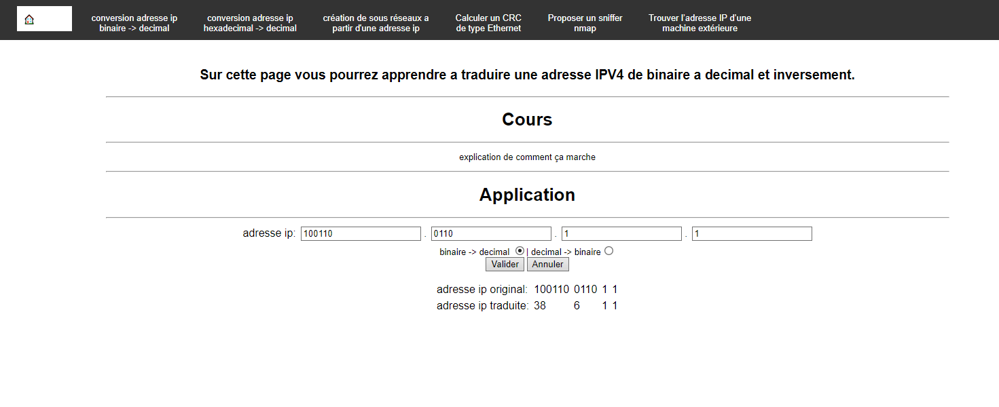 conversion adresse ip
binaire -> decimal
conversion adresse ip
hexadecimal -> decimal
création de sous réseaux a
partir d'une adresse ip
Calculer un CRC
de type Ethernet
Proposer un sniffer
nmap
Trouver l'adresse IP d'une
machine extérieure
Sur cette page vous pourrez apprendre a traduire une adresse IPV4 de binaire a decimal et inversement.
Cours
explication de comment ça marche
Application
adresse ip: 100110 . 0110 . 1 . 1
binaire -> decimal | decimal -> binaire
Valider Annuler
adresse ip original: 100110 0110 1 1
adresse ip traduite: 38 6 1 1